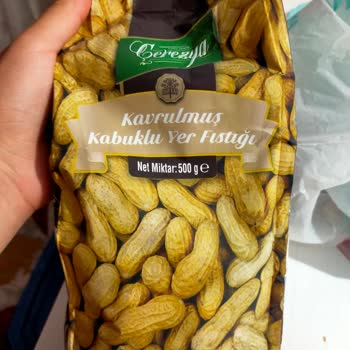 Çerezya
Kavrulmuş
Kabuklu Yer Fıstığı
Net Miktar: 500 g ℮